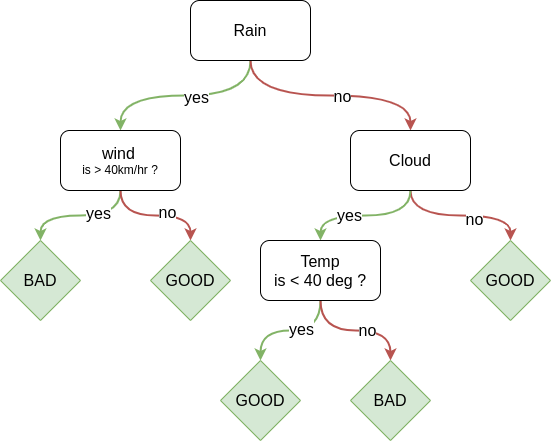 Rain
yes
no
wind
is > 40km/hr ?
Cloud
yes
no
yes
no
BAD
GOOD
Temp
is < 40 deg ?
GOOD
yes
no
GOOD
BAD